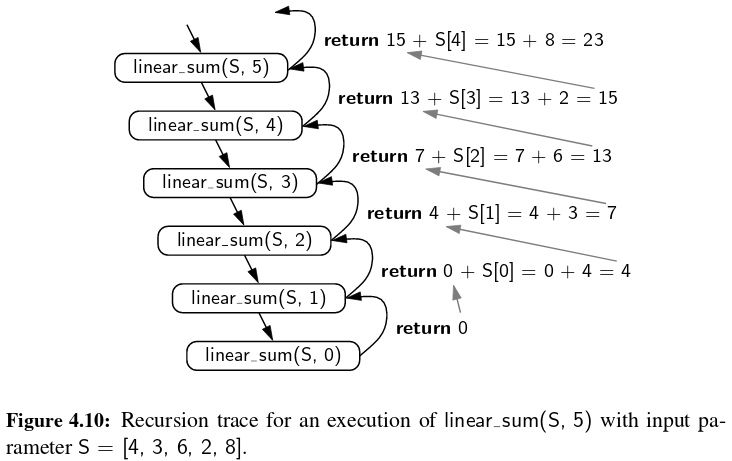 return 15 + S[4] = 15 + 8 = 23
linear_sum(S, 5)
return 13 + S[3] = 13 + 2 = 15
linear_sum(S, 4)
return 7 + S[2] = 7 + 6 = 13
linear_sum(S, 3)
return 4 + S[1] = 4 + 3 = 7
linear_sum(S, 2)
return 0 + S[0] = 0 + 4 = 4
linear_sum(S, 1)
return 0
linear_sum(S, 0)
Figure 4.10: Recursion trace for an execution of linear_sum(S, 5) with input pa-
rameter S = [4, 3, 6, 2, 8].